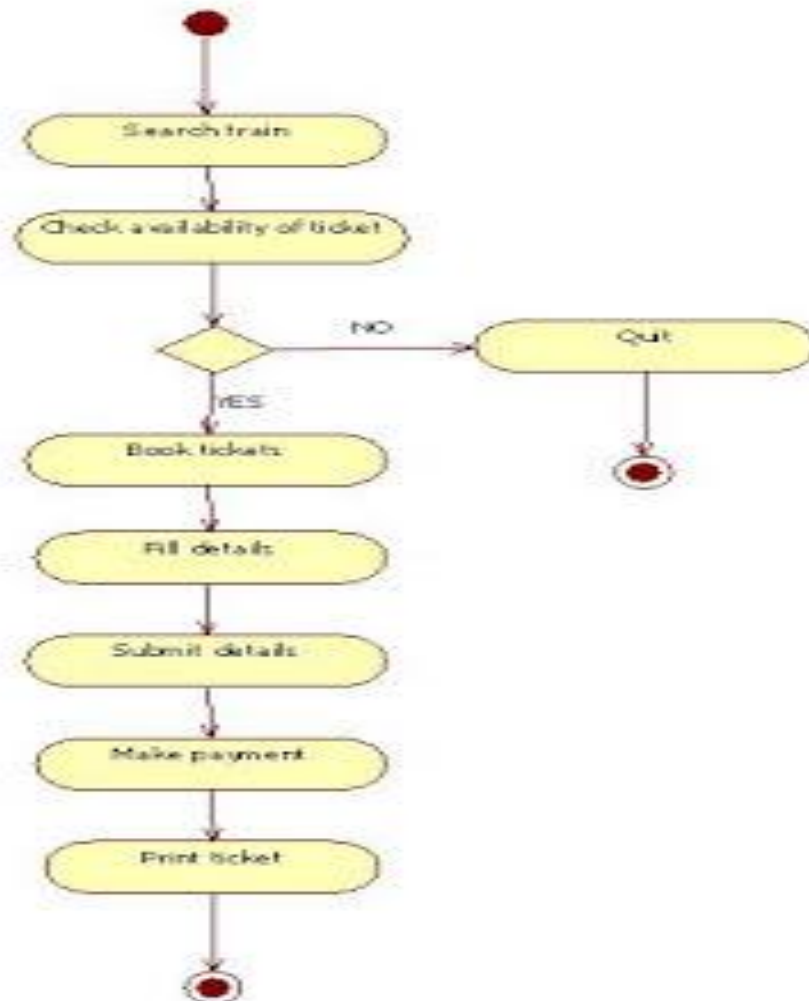 Search train
Check availability of ticket
NO
Quit
YES
Book tickets
Fill details
Submit details
Make payment
Print ticket